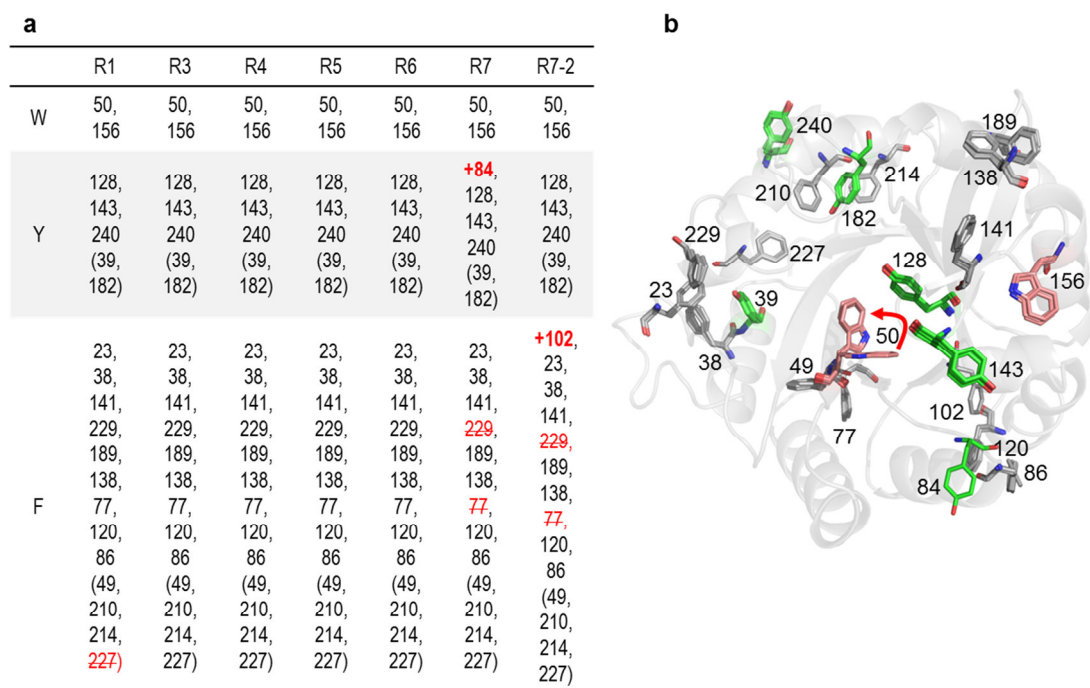 a
b
R1 R3 R4 R5 R6 R7 R7-2
W
50, 50, 50, 50, 50, 50, 50,
156 156 156 156 156 156 156
Y
128, 128, 128, 128, 128, +84, 128,
143, 143, 143, 143, 143, 128, 143,
240 240 240 240 240 143, 240
(39, (39, (39, (39, (39, 240 (39,
182) 182) 182) 182) 182) (39, 182)
182)
F
23, 23, 23, 23, 23, 23, +102,
38, 38, 38, 38, 38, 38, 23,
141, 141, 141, 141, 141, 141, 38,
229, 229, 229, 229, 229, 229, 141,
189, 189, 189, 189, 189, 189, 229,
138, 138, 138, 138, 138, 138, 189,
77, 77, 77, 77, 77, 77, 138,
120, 120, 120, 120, 120, 120, 77,
86 86 86 86 86 86 120,
(49, (49, (49, (49, (49, (49, 86
210, 210, 210, 210, 210, 210, (49,
214, 214, 214, 214, 214, 214, 210,
227) 227) 227) 227) 227) 227) 214,
227)
240
189
210
214
138
182
229
227
141
128
156
23
39
50
38
49
143
77
102
120
84
86